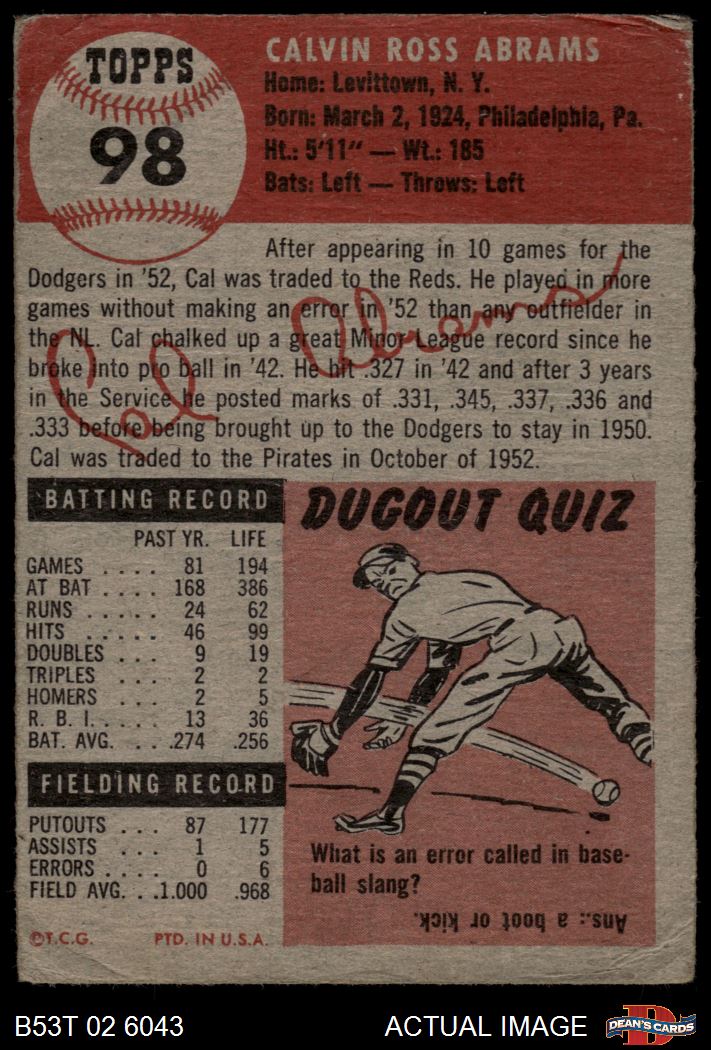 TOPPS
98
CALVIN ROSS ABRAMS
Home: Levittown, N. Y.
Born: March 2, 1924, Philadelphia, Pa.
Ht.: 5'11" — Wt.: 185
Bats: Left — Throws: Left
After appearing in 10 games for the
Dodgers in '52, Cal was traded to the Reds. He played in more
games without making an error in '52 than any outfielder in
the NL. Cal chalked up a great Minor League record since he
broke into pro ball in '42. He hit .327 in '42 and after 3 years
in the Service he posted marks of .331, .345, .337, .336 and
.333 before being brought up to the Dodgers to stay in 1950.
Cal was traded to the Pirates in October of 1952.
Cal Abrams
BATTING RECORD
PAST YR. LIFE
GAMES .... 81 194
AT BAT .... 168 386
RUNS .... 24 62
HITS ..... 46 99
DOUBLES ... 9 19
TRIPLES ... 2 2
HOMERS ... 2 5
R. B. I..... 13 36
BAT. AVG. ... .274 .256
FIELDING RECORD
PUTOUTS ... 87 177
ASSISTS ... 1 5
ERRORS .... 0 6
FIELD AVG. ..1.000 .968
©T.C.G. PTD. IN U.S.A.
DUGOUT QUIZ
What is an error called in base-
ball slang?
Ans.: a boot or kick.
B53T 02 6043 ACTUAL IMAGE
D
DEAN'S CARDS